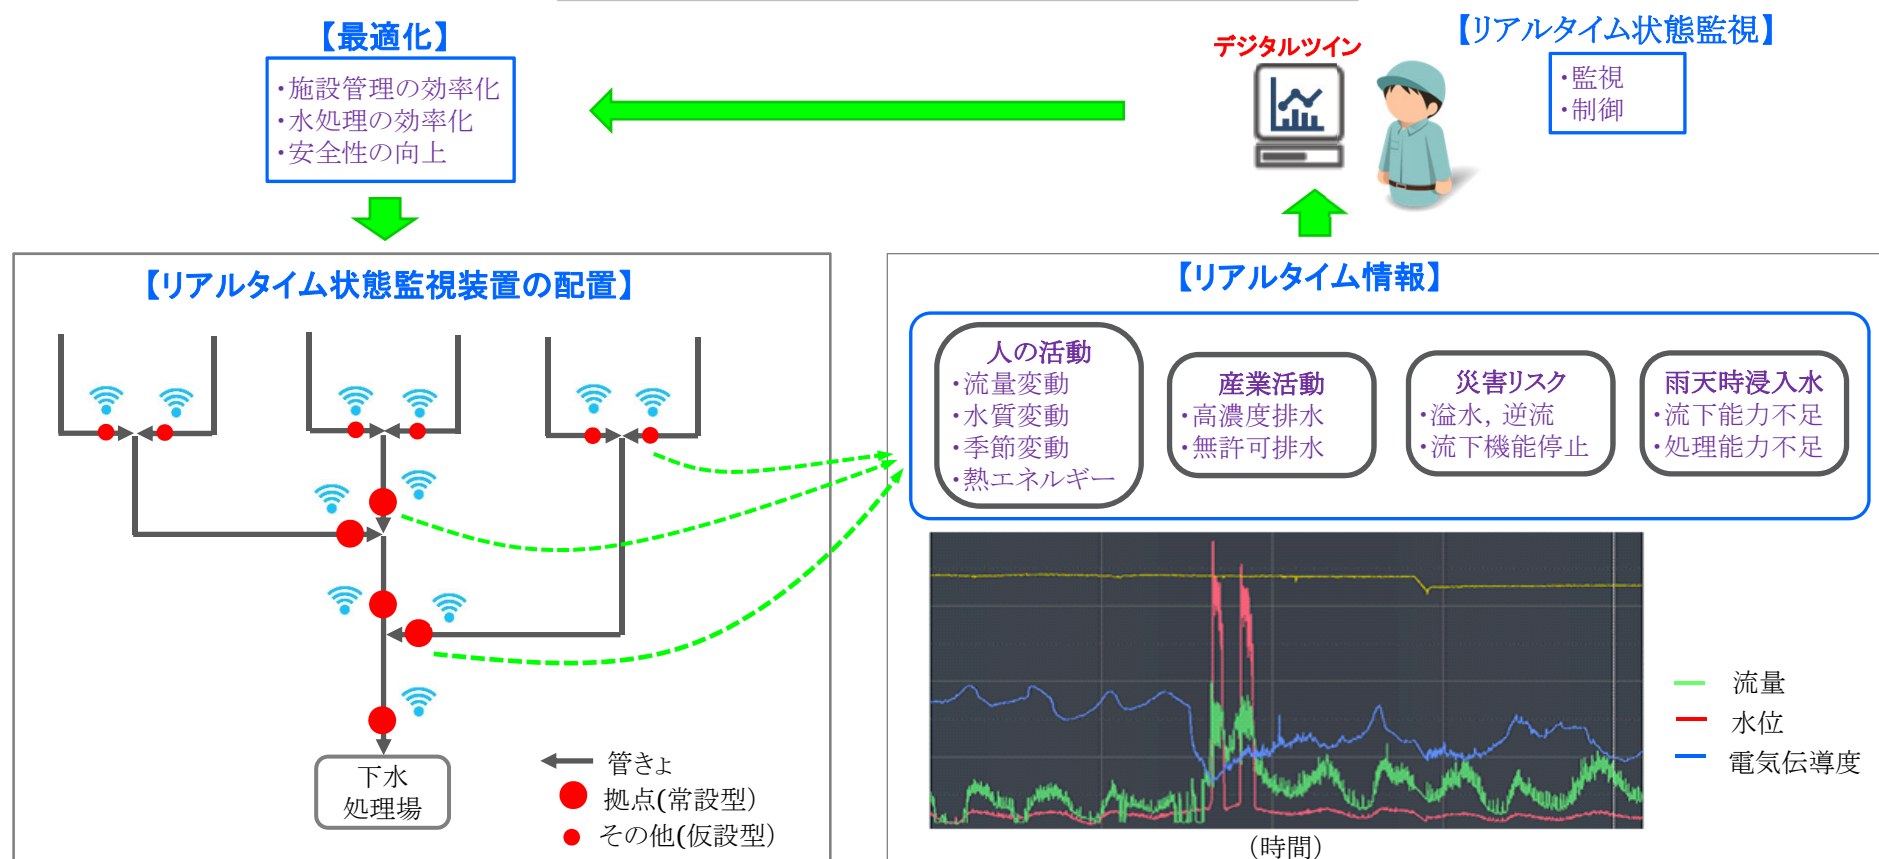 【最適化】
・施設管理の効率化
・水処理の効率化
・安全性の向上
デジタルツイン
【リアルタイム状態監視】
・監視
・制御
【リアルタイム状態監視装置の配置】
下水
処理場
管きょ
拠点(常設型)
その他(仮設型)
【リアルタイム情報】
人の活動
・流量変動
・水質変動
・季節変動
・熱エネルギー
産業活動
・高濃度排水
・無許可排水
災害リスク
・溢水, 逆流
・流下機能停止
雨天時浸入水
・流下能力不足
・処理能力不足
流量
水位
電気伝導度
(時間)